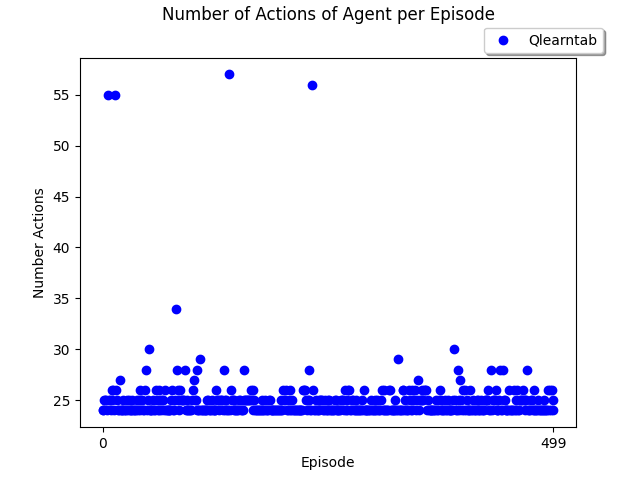 Number of Actions of Agent per Episode
Qlearntab
55
50
45
40
35
30
25
Number Actions
0
499
Episode